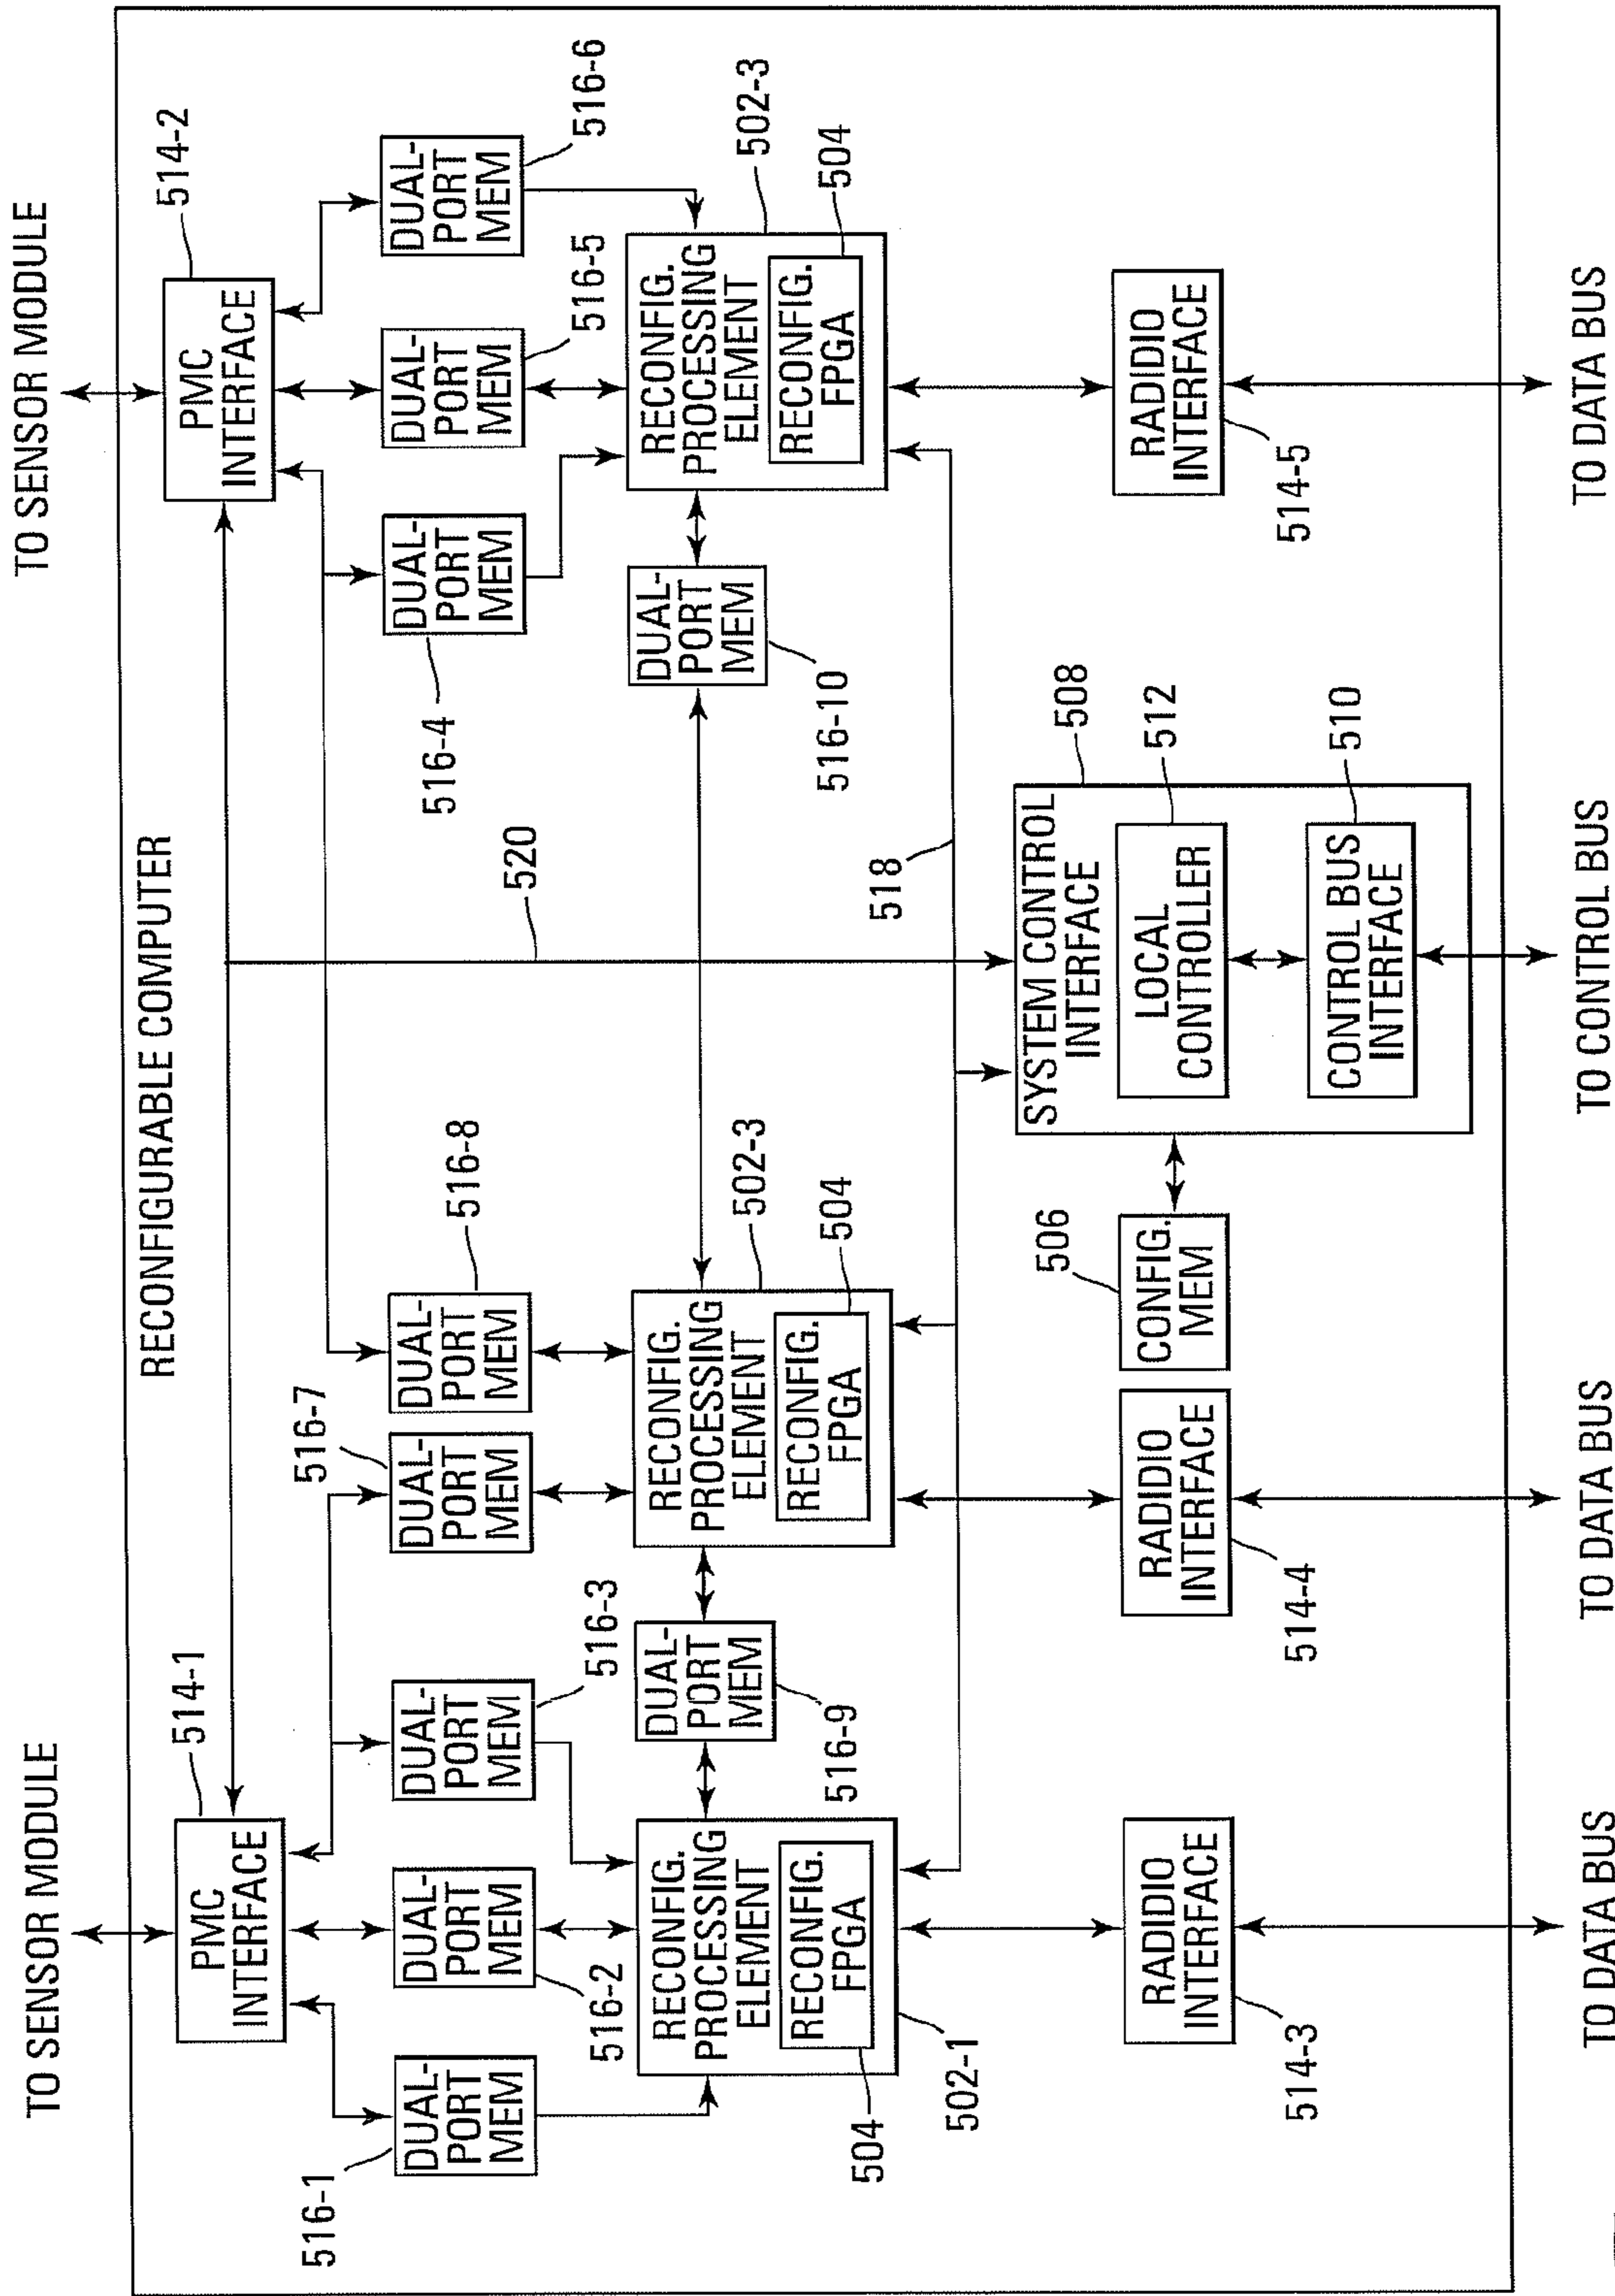 TO SENSOR MODULE
TO SENSOR MODULE
RECONFIGURABLE COMPUTER
514-1
PMC
INTERFACE
514-2
PMC
INTERFACE
516-1
DUAL-
PORT
MEM
516-2
DUAL-
PORT
MEM
516-3
DUAL-
PORT
MEM
516-7
DUAL-
PORT
MEM
516-8
DUAL-
PORT
MEM
516-4
DUAL-
PORT
MEM
516-5
DUAL-
PORT
MEM
516-6
DUAL-
PORT
MEM
520
RECONFIG.
PROCESSING
ELEMENT
RECONFIG.
FPGA
504
502-1
DUAL-
PORT
MEM
516-9
RECONFIG.
PROCESSING
ELEMENT
RECONFIG.
FPGA
502-3
504
DUAL-
PORT
MEM
516-10
RECONFIG.
PROCESSING
ELEMENT
RECONFIG.
FPGA
502-3
504
518
RADIDIO
INTERFACE
514-3
RADIDIO
INTERFACE
514-4
506
CONFIG.
MEM
508
SYSTEM CONTROL
INTERFACE
512
LOCAL
CONTROLLER
510
CONTROL BUS
INTERFACE
RADIDIO
INTERFACE
514-5
TO DATA BUS
TO DATA BUS
TO CONTROL BUS
TO DATA BUS